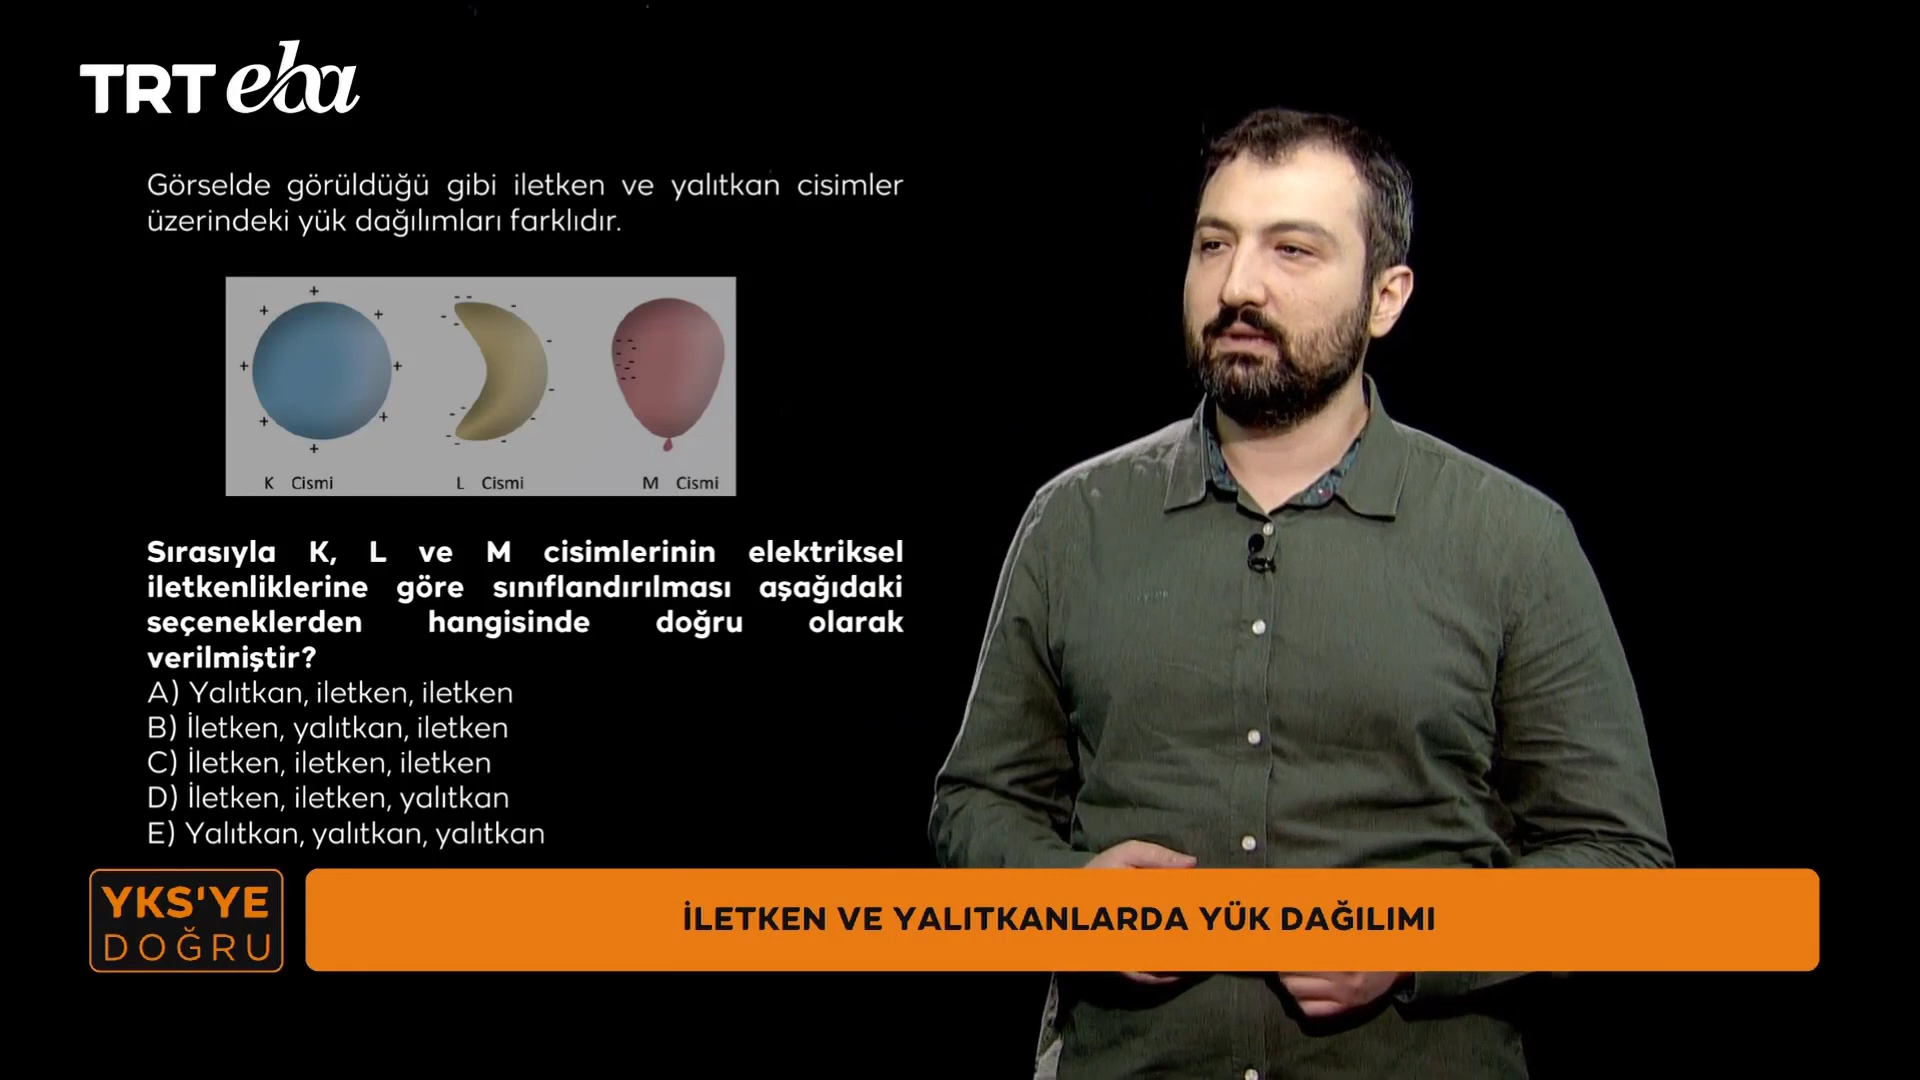 TRT eba
Görselde görüldüğü gibi iletken ve yalıtkan cisimler
üzerindeki yük dağılımları farklıdır.
K Cismi L Cismi M Cismi
Sırasıyla K, L ve M cisimlerinin elektriksel
iletkenliklerine göre sınıflandırılması aşağıdaki
seçeneklerden hangisinde doğru olarak
verilmiştir?
A) Yalıtkan, iletken, iletken
B) İletken, yalıtkan, iletken
C) İletken, iletken, iletken
D) İletken, iletken, yalıtkan
E) Yalıtkan, yalıtkan, yalıtkan
YKS'YE
DOĞRU
İLETKEN VE YALITKANLARDA YÜK DAĞILIMI